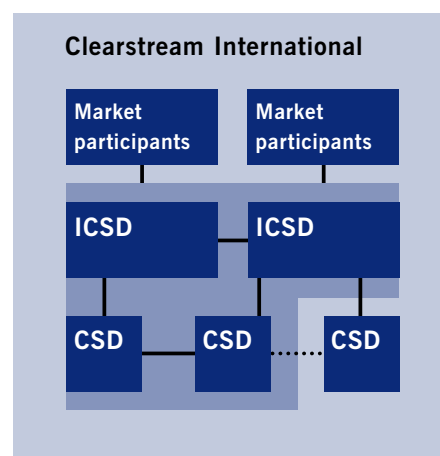 Clearstream International
Market
participants
Market
participants
ICSD
ICSD
CSD
CSD
CSD